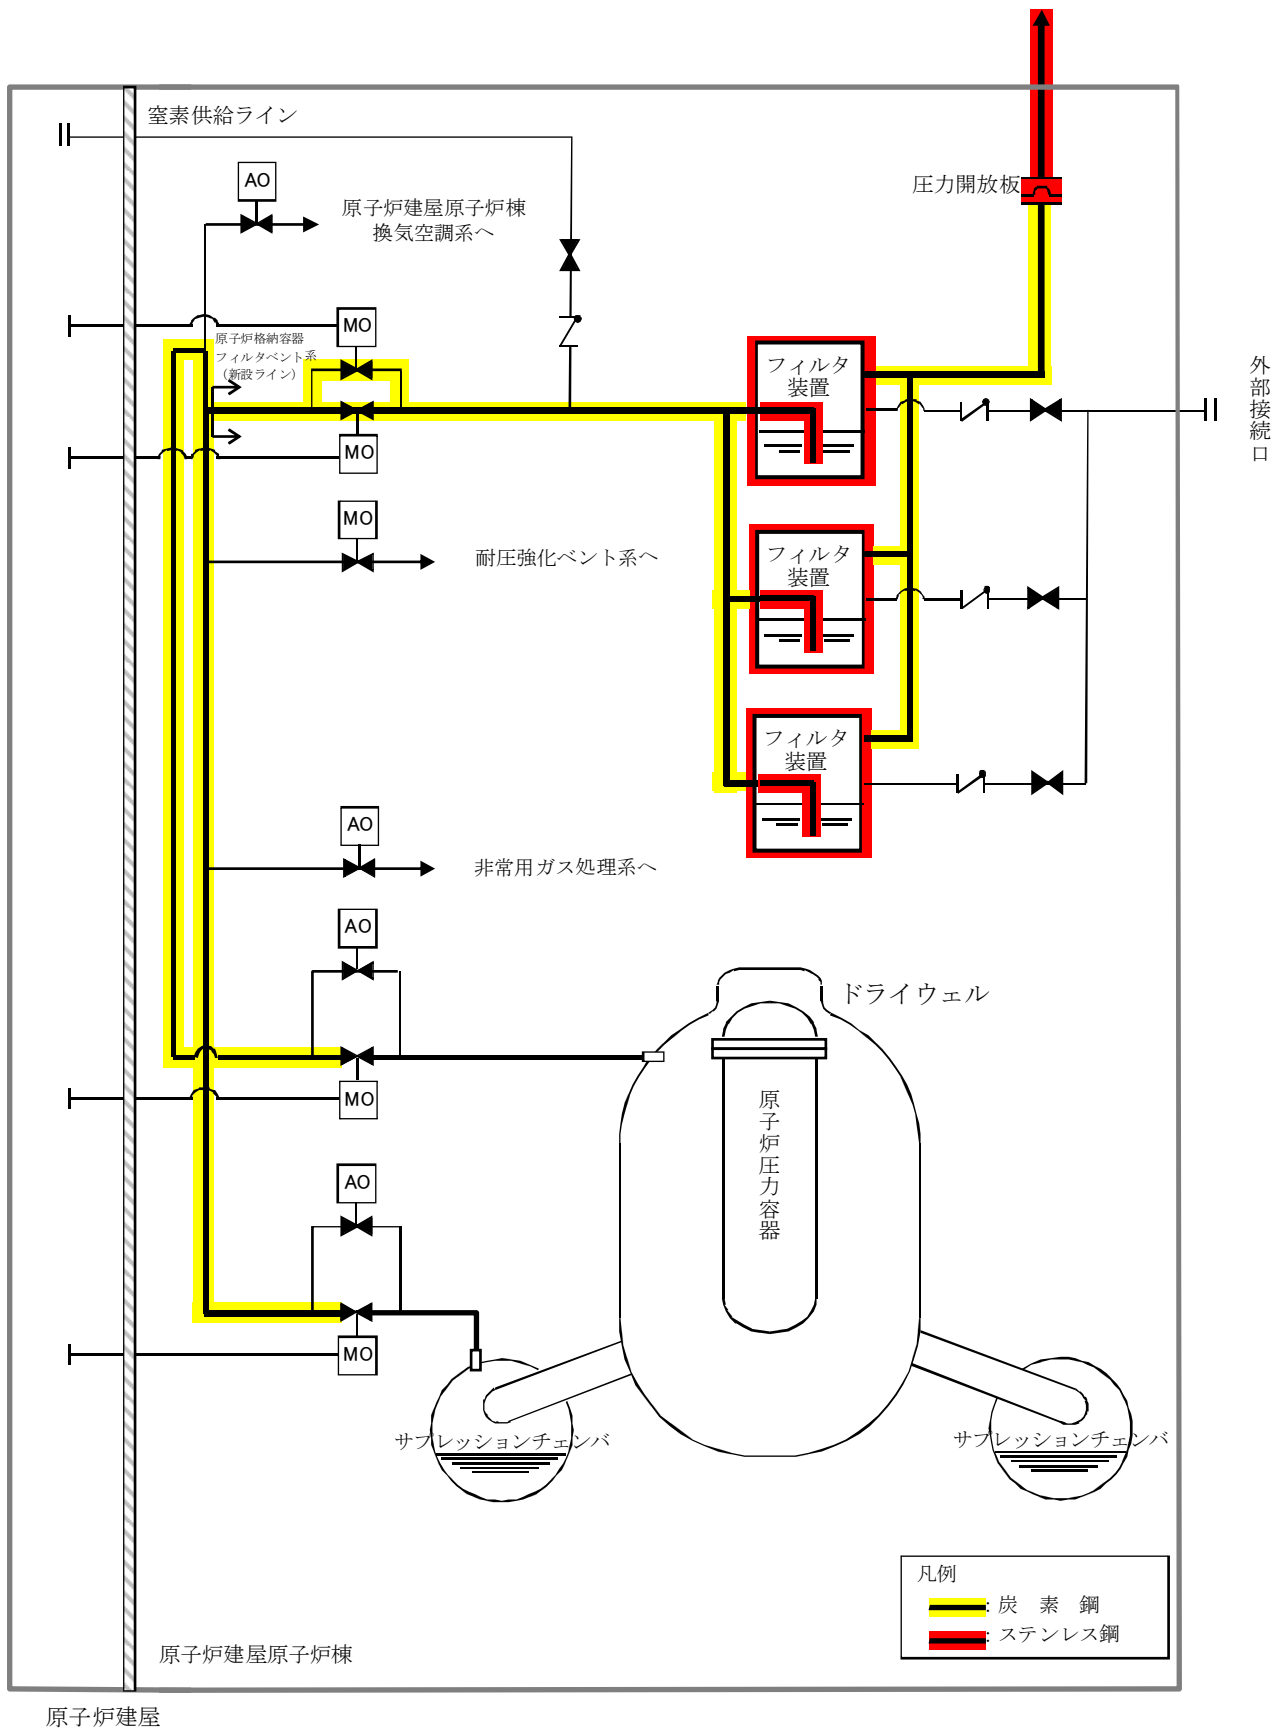 窒素供給ライン
AO
圧力開放板
原子炉建屋原子炉棟
換気空調系へ
MO
原子炉格納容器
フィルタベント系
（新設ライン）
フィルタ
装置
外部接続口
MO
MO
耐圧強化ベント系へ
フィルタ
装置
フィルタ
装置
AO
非常用ガス処理系へ
AO
ドライウェル
MO
原子炉圧力容器
AO
MO
サプレッションチェンバ
サプレッションチェンバ
凡例
：炭　素　鋼
：ステンレス鋼
原子炉建屋原子炉棟
原子炉建屋